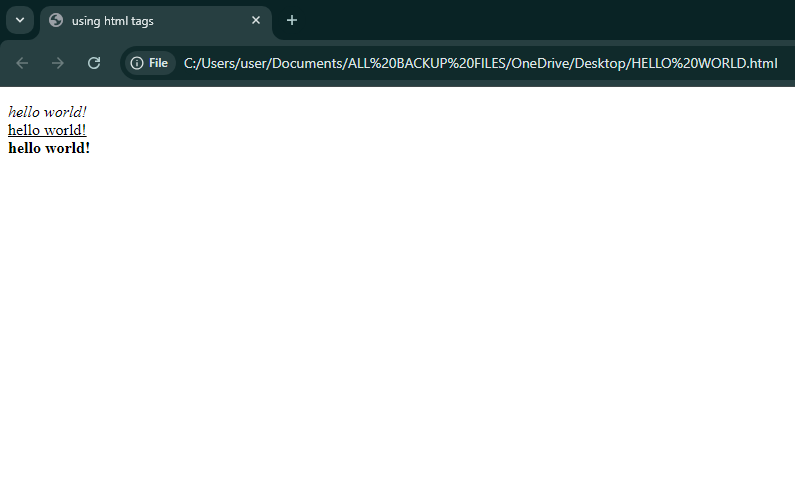 using html tags
File C:/Users/user/Documents/ALL%20BACKUP%20FILES/OneDrive/Desktop/HELLO%20WORLD.html
hello world!
hello world!
hello world!